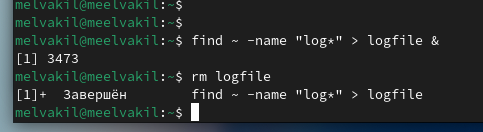 melvakil@meelvakil:~$
melvakil@meelvakil:~$
melvakil@meelvakil:~$ find ~ -name "log*" > logfile &
[1] 3473
melvakil@meelvakil:~$ rm logfile
[1]+  Завершён        find ~ -name "log*" > logfile
melvakil@meelvakil:~$